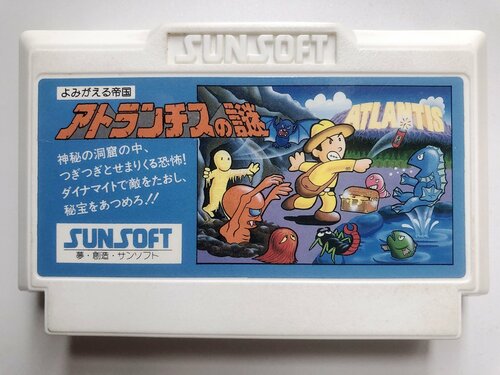 SUNSOFT
よみがえる帝国
アトランチスの謎
ATLANTIS
神秘の洞窟の中、
つぎつぎとせまりくる恐怖!
ダイナマイトで敵をたおし、
秘宝をあつめろ!!
SUNSOFT
夢・創造・サンソフト